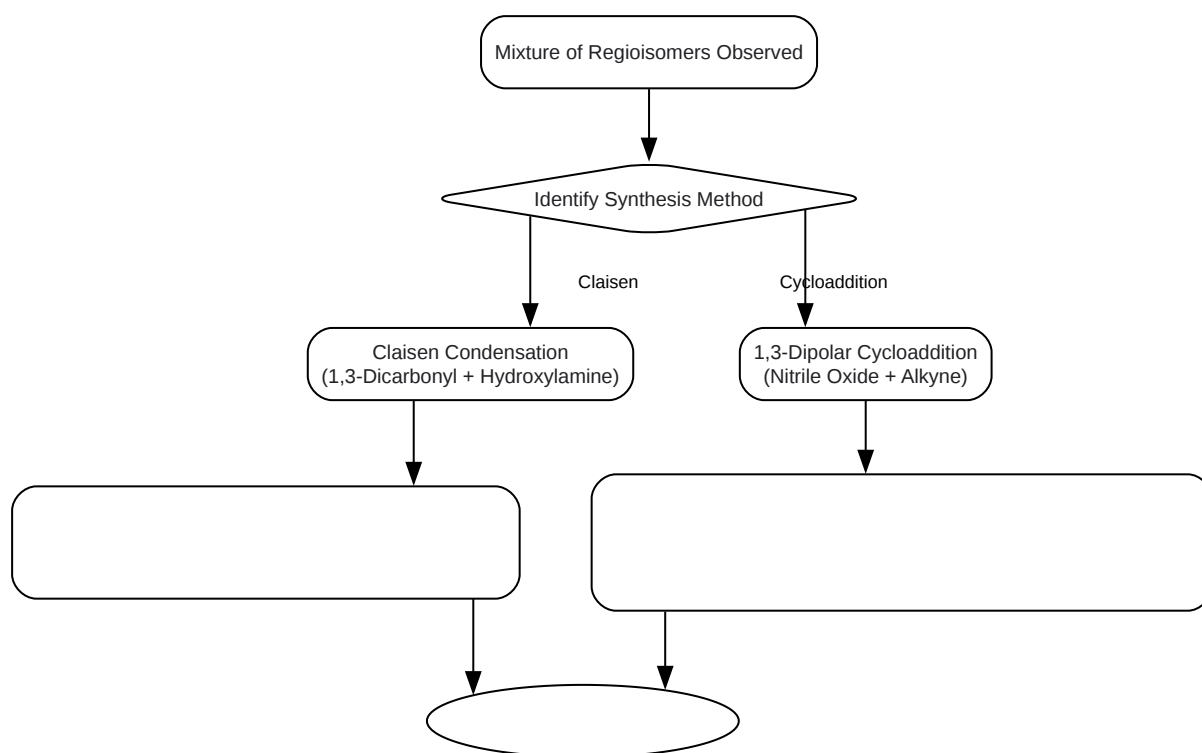 Mixture of Regioisomers Observed
Identify Synthesis Method
Claisen
Cycloaddition
Claisen Condensation
(1,3-Dicarbonyl + Hydroxylamine)
1,3-Dipolar Cycloaddition
(Nitrile Oxide + Alkyne)